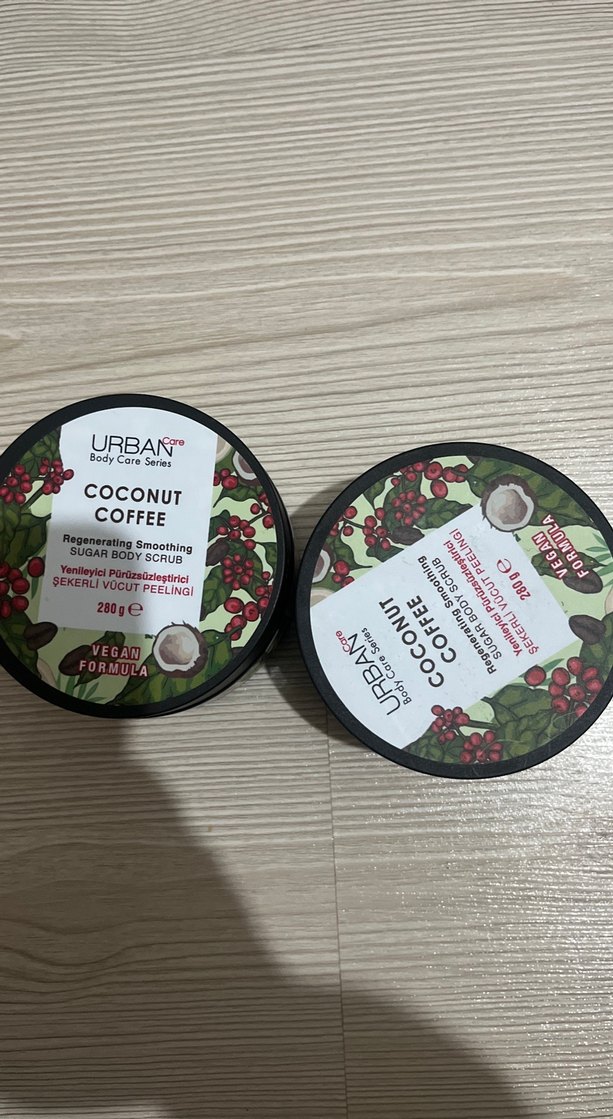 URBAN Care
Body Care Series
COCONUT
COFFEE
Regenerating Smoothing
SUGAR BODY SCRUB
Yenileyici Pürüzsüzleştirici
ŞEKERLİ VÜCUT PEELİNGİ
280 g ℮
VEGAN
FORMULA
URBAN Care
Body Care Series
COCONUT
COFFEE
Regenerating Smoothing
SUGAR BODY SCRUB
Yenileyici Pürüzsüzleştirici
ŞEKERLİ VÜCUT PEELİNGİ
280 g ℮
VEGAN
FORMULA